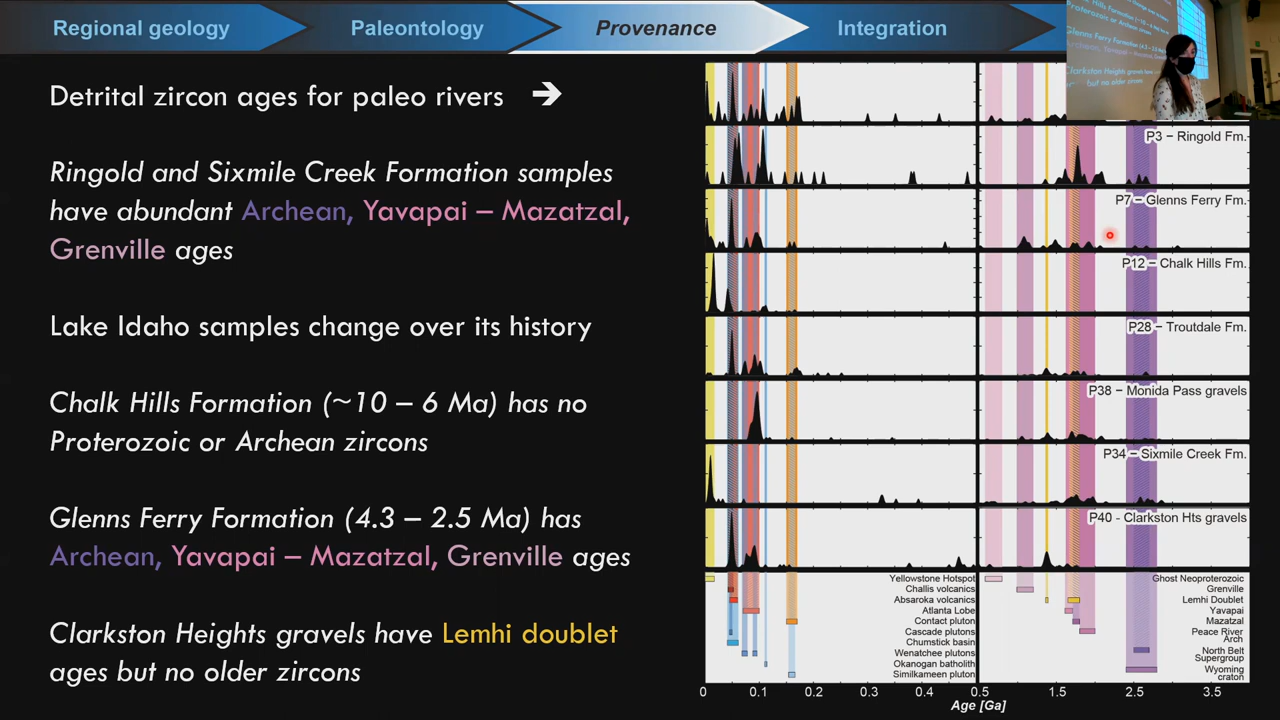 Regional geology
Paleontology
Provenance
Integration
Detrital zircon ages for paleo rivers
Ringold and Sixmile Creek Formation samples
have abundant Archean, Yavapai – Mazatzal,
Grenville ages
Lake Idaho samples change over its history
Chalk Hills Formation (~10 – 6 Ma) has no
Proterozoic or Archean zircons
Glenns Ferry Formation (4.3 – 2.5 Ma) has
Archean, Yavapai – Mazatzal, Grenville ages
Clarkston Heights gravels have Lemhi doublet
ages but no older zircons
P3 – Ringold Fm.
P7 – Glenns Ferry Fm.
P12 – Chalk Hills Fm.
P28 – Troutdale Fm.
P38 – Monida Pass gravels
P34 – Sixmile Creek Fm.
P40 - Clarkston Hts gravels
Yellowstone Hotspot
Challis volcanics
Absaroka volcanics
Atlanta Lobe
Contact pluton
Cascade plutons
Chumstick basin
Wenatchee plutons
Okanogan batholith
Similkameen pluton
Ghost Neoproterozoic
Grenville
Lemhi Doublet
Yavapai
Mazatzal
Peace River
Arch
North Belt
Supergroup
Wyoming
craton
0 0.1 0.2 0.3 0.4 0.5 1.5 2.5 3.5
Age [Ga]